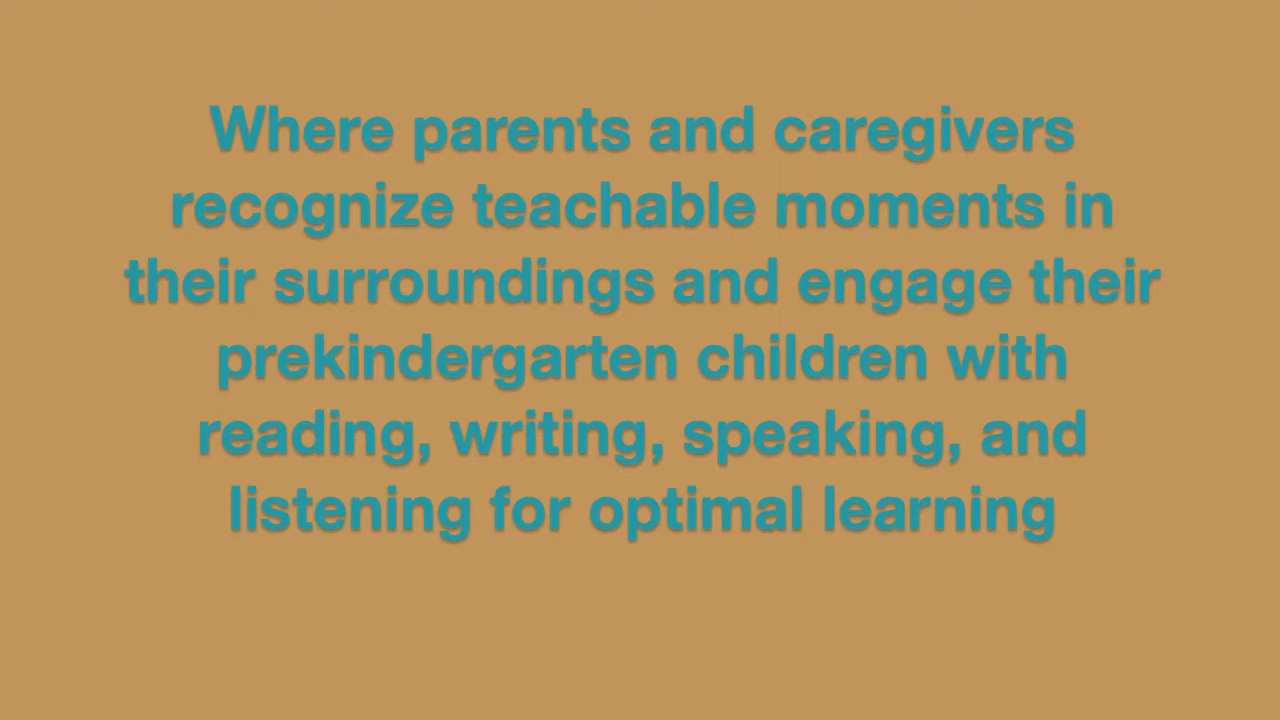 Where parents and caregivers
recognize teachable moments in
their surroundings and engage their
prekindergarten children with
reading, writing, speaking, and
listening for optimal learning